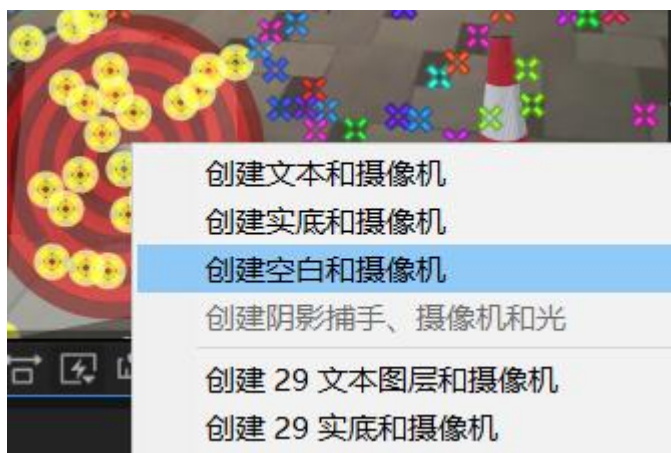 创建文本和摄像机
创建实底和摄像机
创建空白和摄像机
创建阴影捕手、摄像机和光
创建 29 文本图层和摄像机
创建 29 实底和摄像机